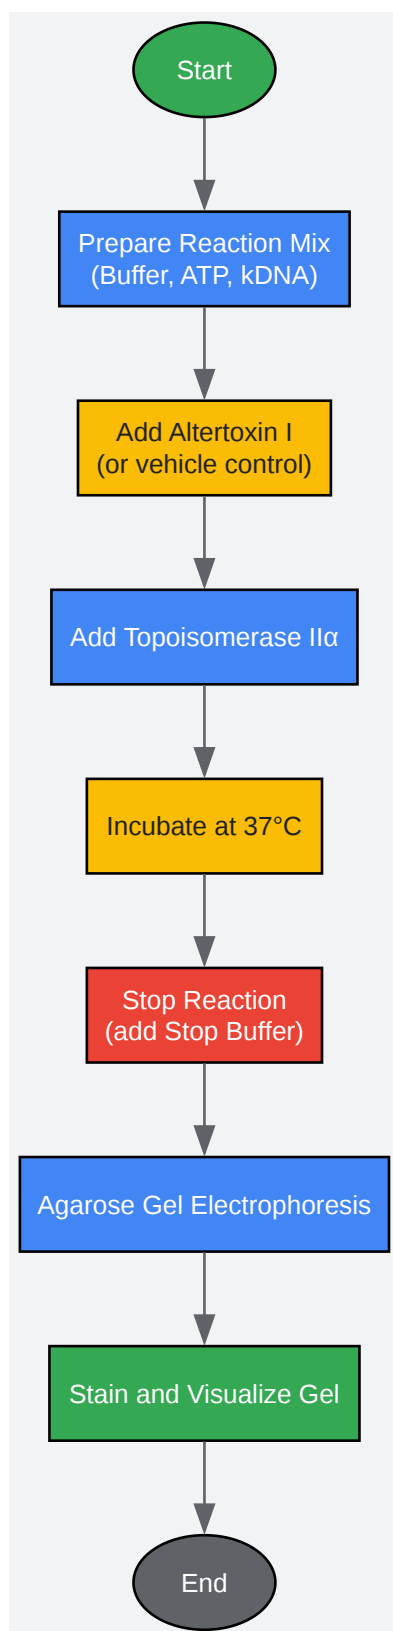 Start
Prepare Reaction Mix
(Buffer, ATP, kDNA)
Add Altertoxin I
(or vehicle control)
Add Topoisomerase IIα
Incubate at 37°C
Stop Reaction
(add Stop Buffer)
Agarose Gel Electrophoresis
Stain and Visualize Gel
End